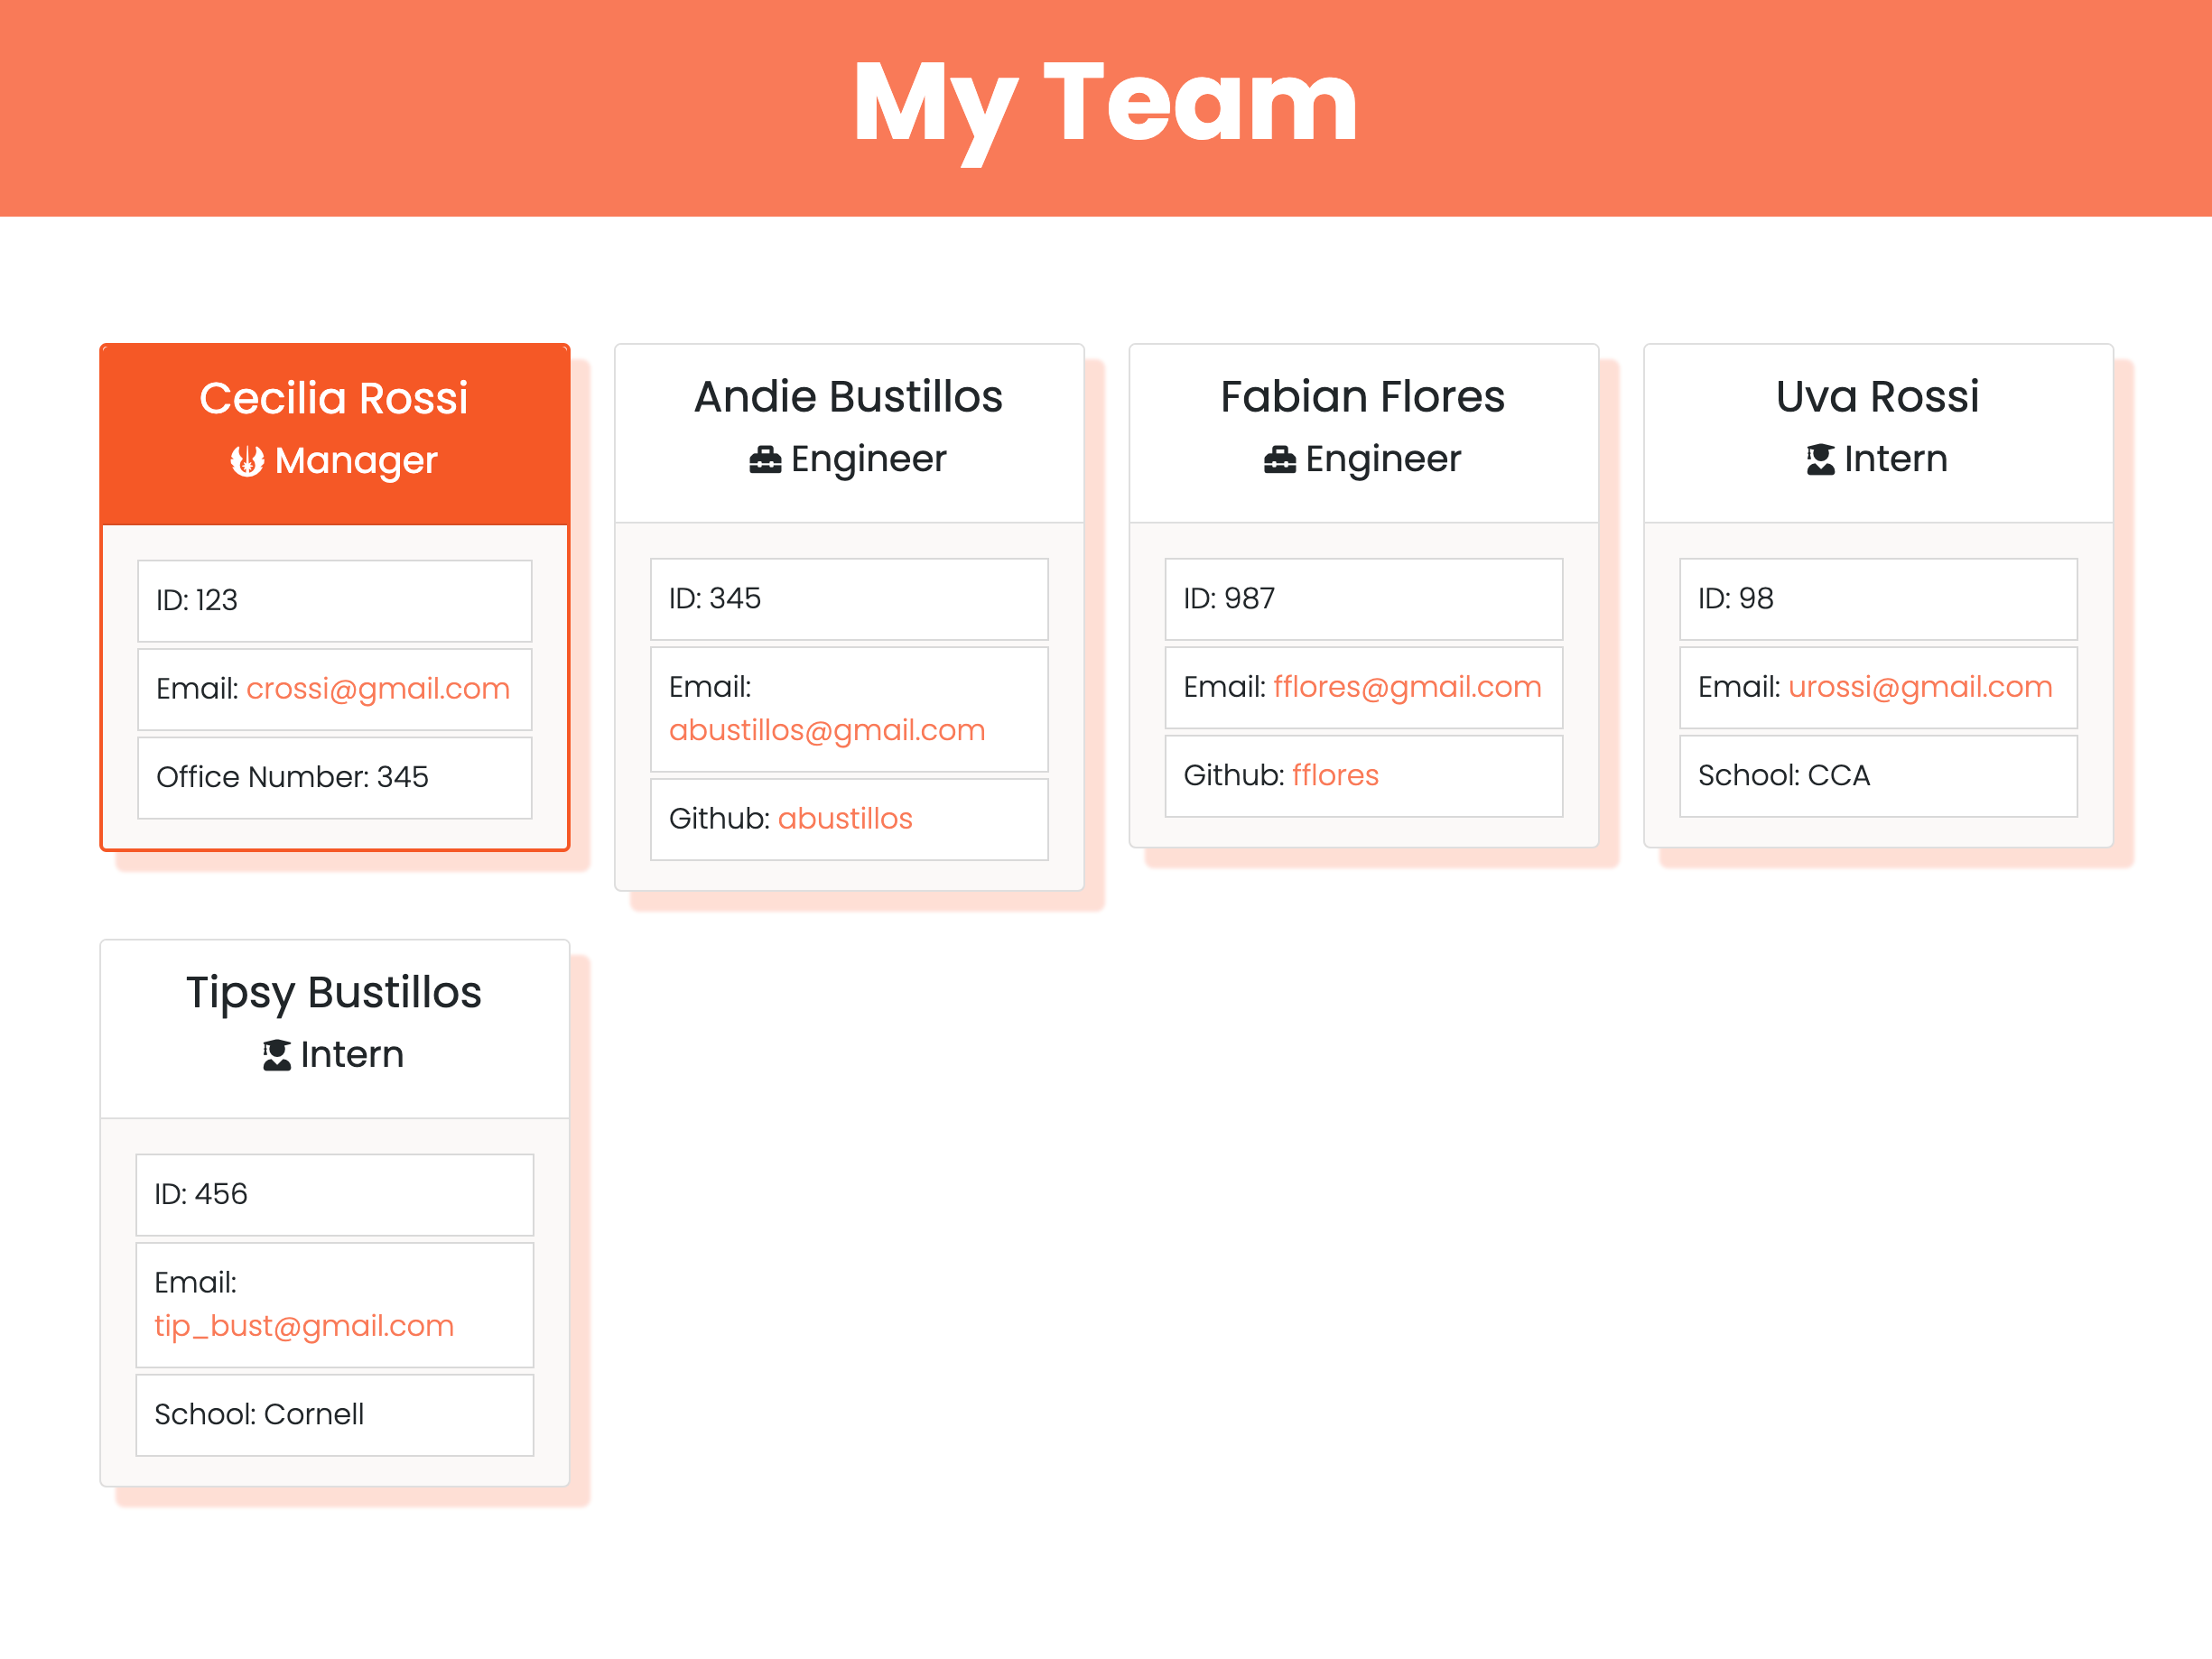 My Team
Cecilia Rossi
Manager
ID: 123
Email: crossi@gmail.com
Office Number: 345
Andie Bustillos
Engineer
ID: 345
Email:
abustillos@gmail.com
Github: abustillos
Fabian Flores
Engineer
ID: 987
Email: fflores@gmail.com
Github: fflores
Uva Rossi
Intern
ID: 98
Email: urossi@gmail.com
School: CCA
Tipsy Bustillos
Intern
ID: 456
Email:
tip_bust@gmail.com
School: Cornell